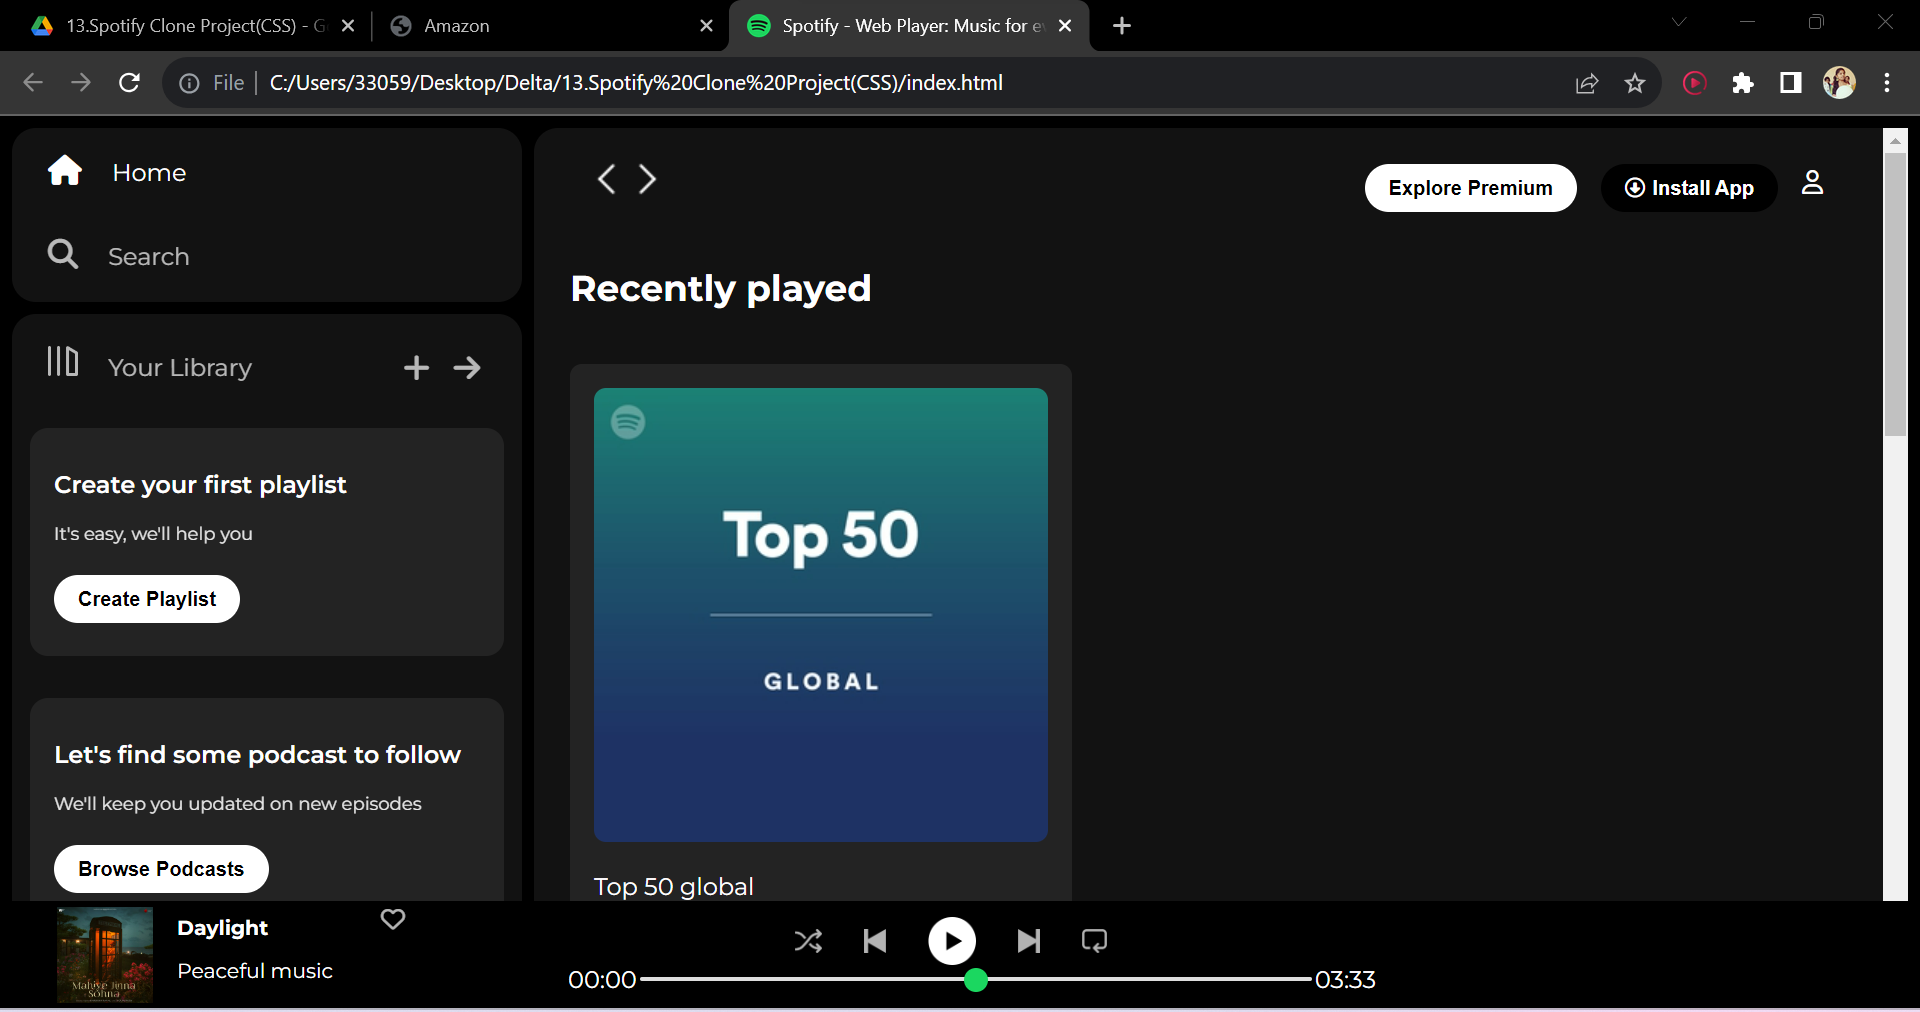 13.Spotify Clone Project(CSS) - G
Amazon
Spotify - Web Player: Music for e
File
C:/Users/33059/Desktop/Delta/13.Spotify%20Clone%20Project(CSS)/index.html
Home
Search
Your Library
Create your first playlist
It's easy, we'll help you
Create Playlist
Let's find some podcast to follow
We'll keep you updated on new episodes
Browse Podcasts
Explore Premium
Install App
Recently played
Top 50
GLOBAL
Top 50 global
Mahiye Jinna
Sohna
Daylight
Peaceful music
00:00
03:33